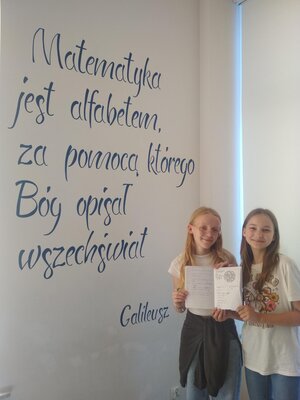 Matematyka
jest alfabetem,
za pomocą którego
Bóg opisał
wszechświat
Galileusz